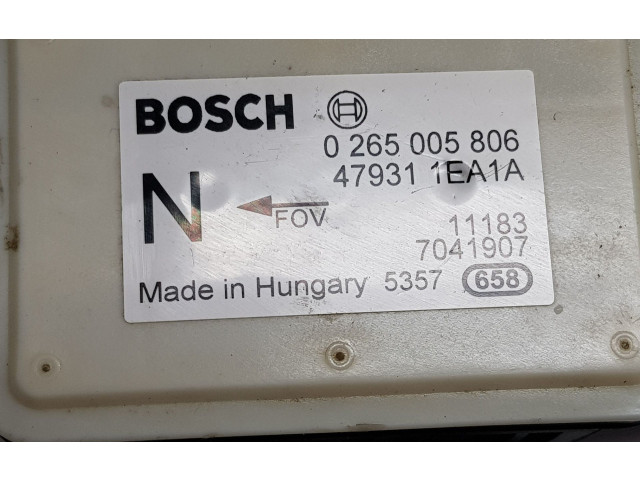 BOSCH
0 265 005 806
47931 1EA1A
N
FOV
11183
7041907
Made in Hungary 5357 658